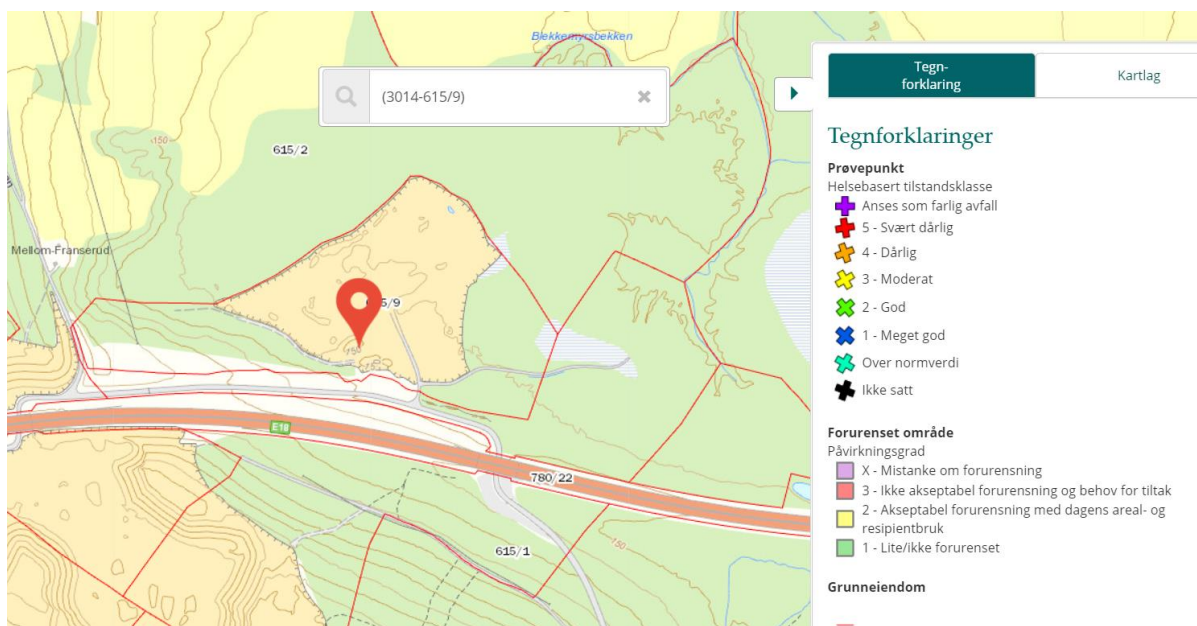 Blekkemyrsbekken
(3014-615/9)
150
615/2
Mellom-Franserud
615/9
150
E18
780/22
615/1
150
Tegn-
forklaring
Kartlag
Tegnforklaringer
Prøvepunkt
Helsebasert tilstandsklasse
Anses som farlig avfall
5 - Svært dårlig
4 - Dårlig
3 - Moderat
2 - God
1 - Meget god
Over normverdi
Ikke satt
Forurenset område
Påvirkningsgrad
X - Mistanke om forurensning
3 - Ikke akseptabel forurensning og behov for tiltak
2 - Akseptabel forurensning med dagens areal- og
resipientbruk
1 - Lite/ikke forurenset
Grunneiendom